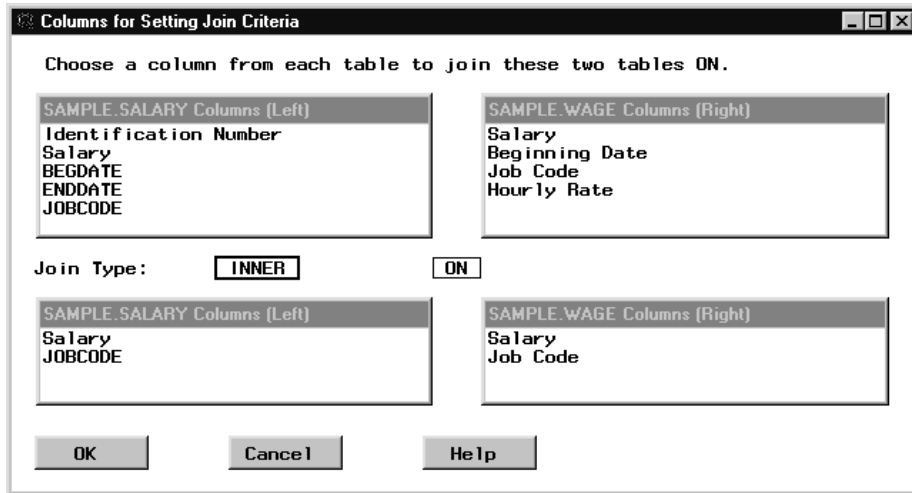 Columns for Setting Join Criteria
Choose a column from each table to join these two tables ON.
SAMPLE.SALARY Columns (Left)
Identification Number
Salary
BEGDATE
ENDDATE
JOBCODE
SAMPLE.WAGE Columns (Right)
Salary
Beginning Date
Job Code
Hourly Rate
Join Type: INNER ON
SAMPLE.SALARY Columns (Left)
Salary
JOBCODE
SAMPLE.WAGE Columns (Right)
Salary
Job Code
OK Cancel Help